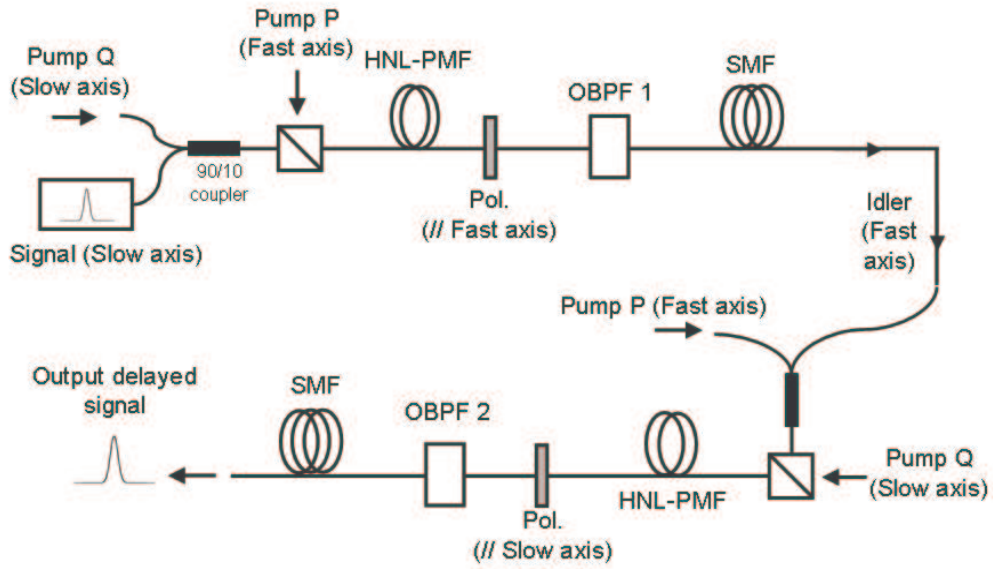 Pump P
(Fast axis)
Pump Q
(Slow axis)
HNL-PMF
OBPF 1
SMF
90/10
coupler
Signal (Slow axis)
Pol.
(// Fast axis)
Idler
(Fast
axis)
Pump P (Fast axis)
Output delayed
signal
SMF
OBPF 2
HNL-PMF
Pump Q
(Slow axis)
Pol.
(// Slow axis)